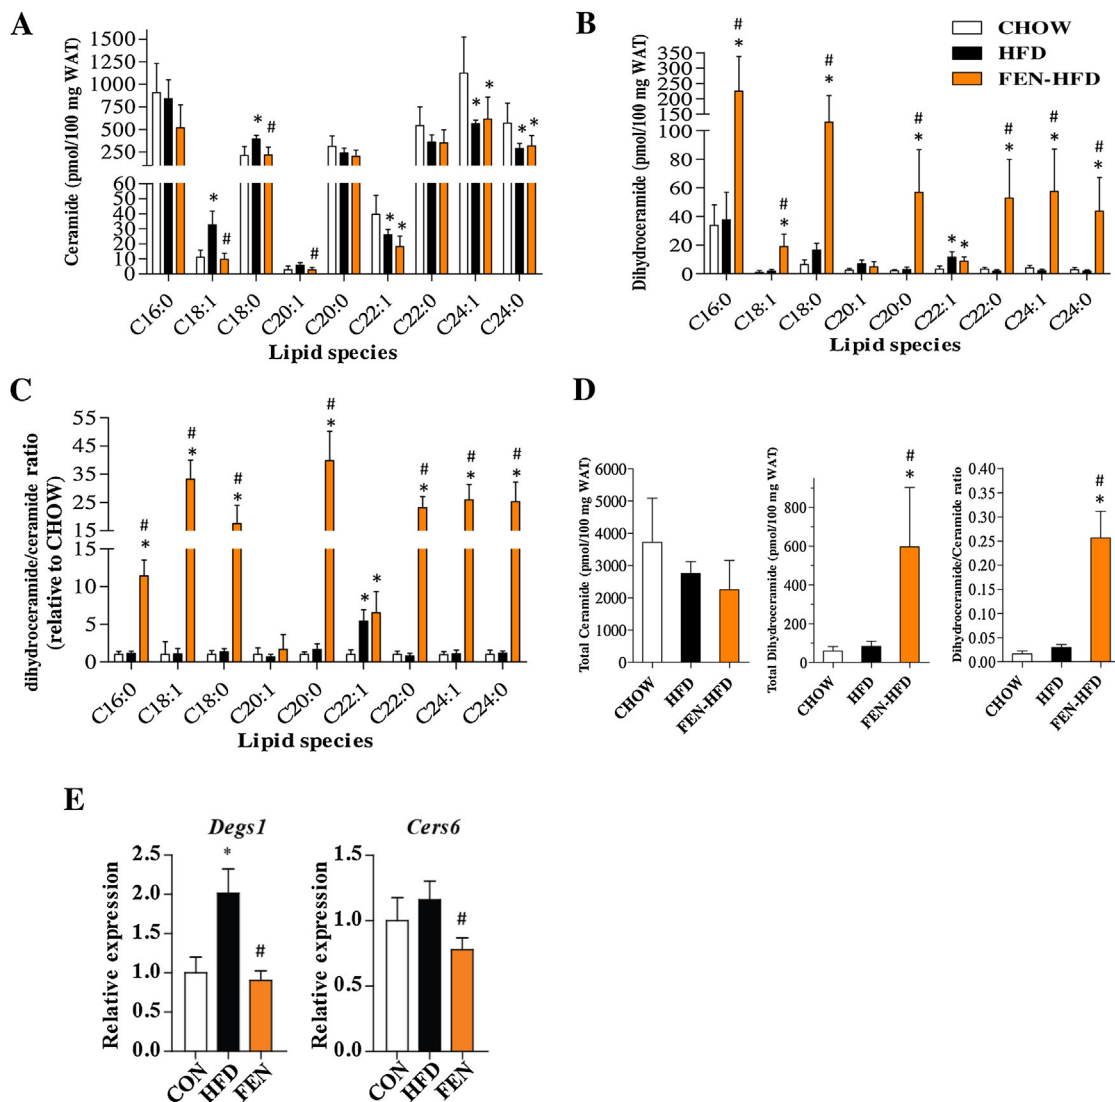 A
Ceramide (pmol/100 mg WAT)
1500
1250
1000
750
500
250
60
50
40
30
20
10
0
* # * # * * * * * *
C16:0 C18:1 C18:0 C20:1 C20:0 C22:1 C22:0 C24:1 C24:0
Lipid species
B
CHOW
HFD
FEN-HFD
Dihydroceramide (pmol/100 mg WAT)
350
300
250
200
150
100
80
60
40
20
0
# # # # # # #
* * * * * * * * *
C16:0 C18:1 C18:0 C20:1 C20:0 C22:1 C22:0 C24:1 C24:0
Lipid species
C
dihydroceramide/ceramide ratio
(relative to CHOW)
55
45
35
25
15
15
10
5
0
# # # # # # #
* * * * * * * * *
C16:0 C18:1 C18:0 C20:1 C20:0 C22:1 C22:0 C24:1 C24:0
Lipid species
D
Total Ceramide (pmol/100 mg WAT)
6000
5000
4000
3000
2000
1000
0
CHOW HFD FEN-HFD
Total Dihydroceramide (pmol/100 mg WAT)
800
600
400
200
0
#
*
CHOW HFD FEN-HFD
Dihydroceramide/Ceramide ratio
0.40
0.35
0.30
0.25
0.20
0.15
0.10
0.05
0.00
#
*
CHOW HFD FEN-HFD
E
Degs1
Relative expression
2.5
2.0
1.5
1.0
0.5
0.0
* #
CON HFD FEN
Cers6
Relative expression
1.5
1.0
0.5
0.0
#
CON HFD FEN